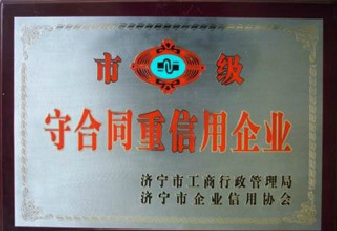 市级
守合同重信用企业
济宁市工商行政管理局
济宁市企业信用协会